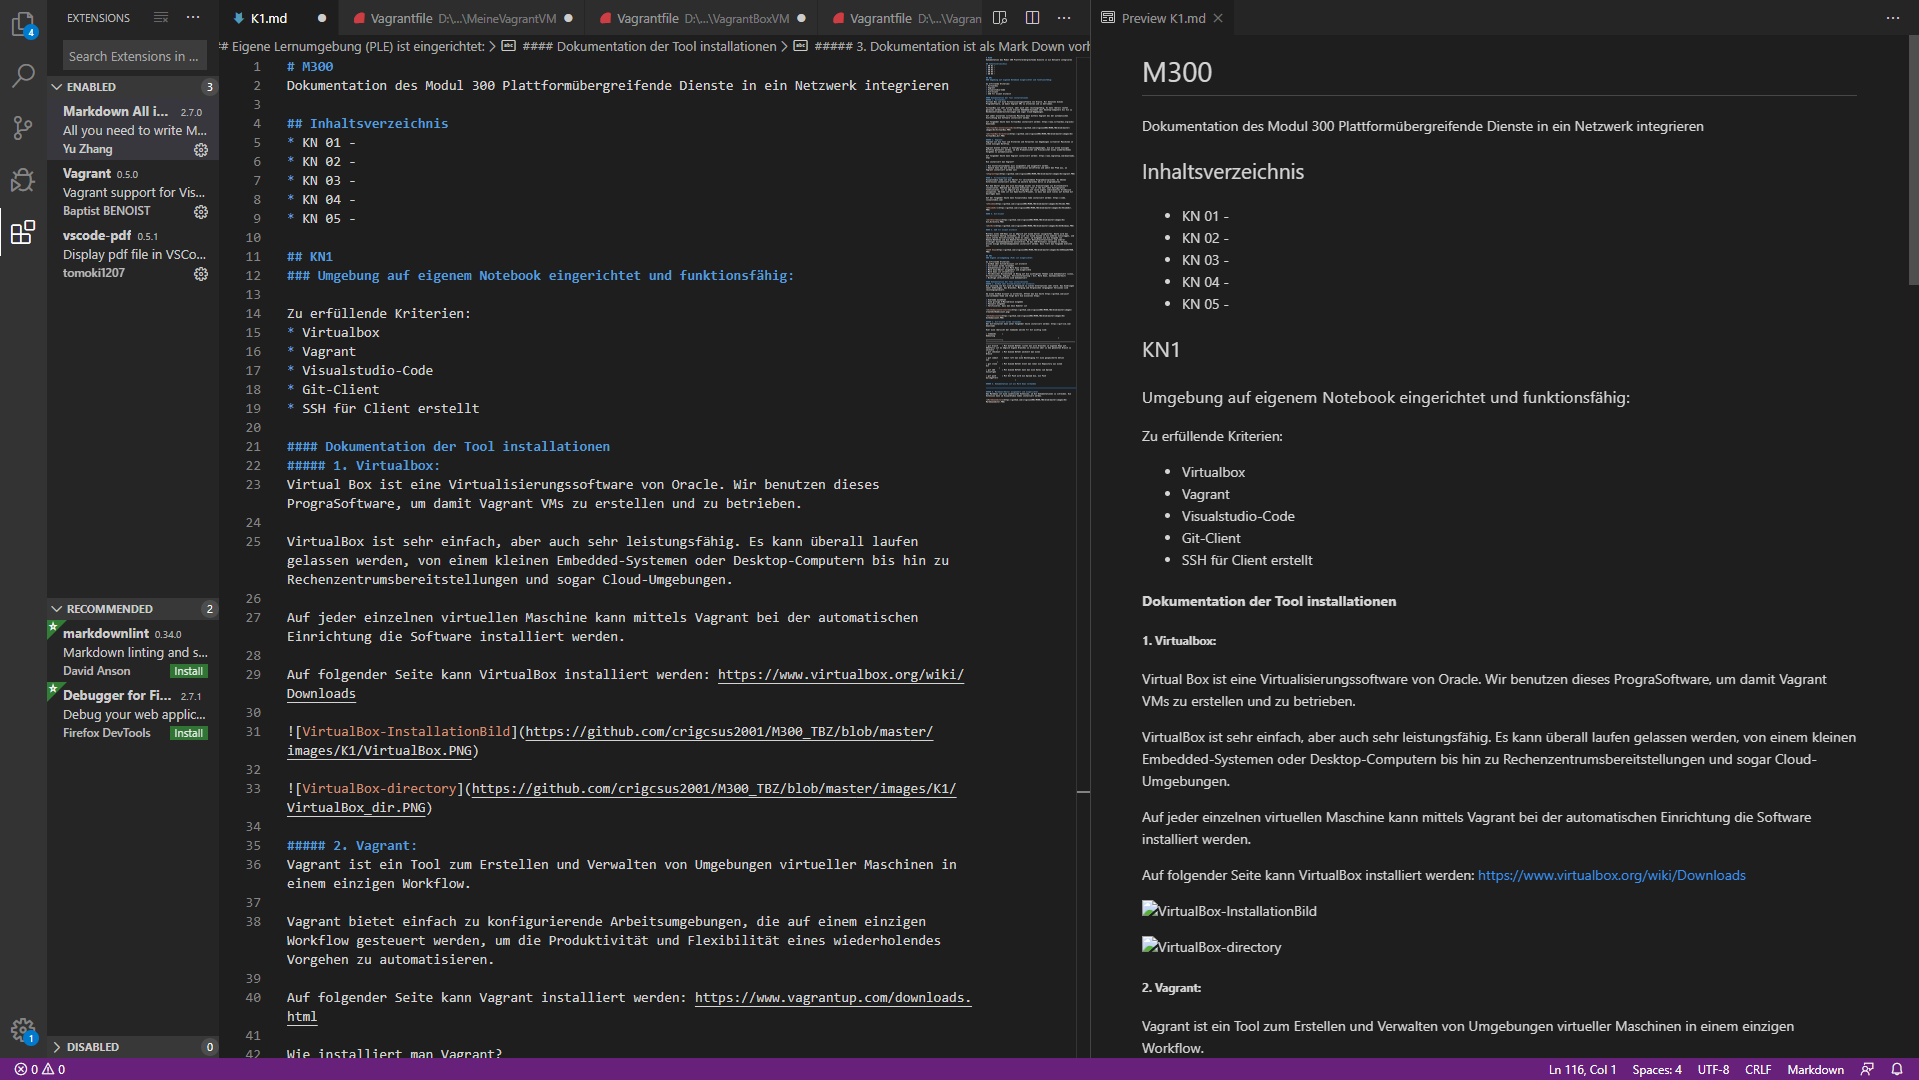 EXTENSIONS
Search Extensions in ...
ENABLED 3
Markdown All i... 2.7.0
All you need to write M...
Yu Zhang
Vagrant 0.5.0
Vagrant support for Vis...
Baptist BENOIST
vscode-pdf 0.5.1
Display pdf file in VSCo...
tomoki1207
RECOMMENDED 2
markdownlint 0.34.0
Markdown linting and s...
David Anson Install
Debugger for Fi... 2.7.1
Debug your web applic...
Firefox DevTools Install
DISABLED 0
4
1
K1.md
Vagrantfile D:\...\MeineVagrantVM
Vagrantfile D:\...\VagrantBoxVM
Vagrantfile D:\...\Vagran
## Eigene Lernumgebung (PLE) ist eingerichtet: > #### Dokumentation der Tool installationen > ##### 3. Dokumentation ist als Mark Down vorh
1 # M300
2 Dokumentation des Modul 300 Plattformübergreifende Dienste in ein Netzwerk integrieren
3
4 ## Inhaltsverzeichnis
5 * KN 01 -
6 * KN 02 -
7 * KN 03 -
8 * KN 04 -
9 * KN 05 -
10
11 ## KN1
12 ### Umgebung auf eigenem Notebook eingerichtet und funktionsfähig:
13
14 Zu erfüllende Kriterien:
15 * Virtualbox
16 * Vagrant
17 * Visualstudio-Code
18 * Git-Client
19 * SSH für Client erstellt
20
21 #### Dokumentation der Tool installationen
22 ##### 1. Virtualbox:
23 Virtual Box ist eine Virtualisierungssoftware von Oracle. Wir benutzen dieses
PrograSoftware, um damit Vagrant VMs zu erstellen und zu betrieben.
24
25 VirtualBox ist sehr einfach, aber auch sehr leistungsfähig. Es kann überall laufen
gelassen werden, von einem kleinen Embedded-Systemen oder Desktop-Computern bis hin zu
Rechenzentrumsbereitstellungen und sogar Cloud-Umgebungen.
26
27 Auf jeder einzelnen virtuellen Maschine kann mittels Vagrant bei der automatischen
Einrichtung die Software installiert werden.
28
29 Auf folgender Seite kann VirtualBox installiert werden: https://www.virtualbox.org/wiki/
Downloads
30
31 ![VirtualBox-InstallationBild](https://github.com/crigcsus2001/M300_TBZ/blob/master/
images/K1/VirtualBox.PNG)
32
33 ![VirtualBox-directory](https://github.com/crigcsus2001/M300_TBZ/blob/master/images/K1/
VirtualBox_dir.PNG)
34
35 ##### 2. Vagrant:
36 Vagrant ist ein Tool zum Erstellen und Verwalten von Umgebungen virtueller Maschinen in
einem einzigen Workflow.
37
38 Vagrant bietet einfach zu konfigurierende Arbeitsumgebungen, die auf einem einzigen
Workflow gesteuert werden, um die Produktivität und Flexibilität eines wiederholendes
Vorgehen zu automatisieren.
39
40 Auf folgender Seite kann Vagrant installiert werden: https://www.vagrantup.com/downloads.
html
41
42 Wie installiert man Vagrant?
Preview K1.md
M300
Dokumentation des Modul 300 Plattformübergreifende Dienste in ein Netzwerk integrieren
Inhaltsverzeichnis
• KN 01 -
• KN 02 -
• KN 03 -
• KN 04 -
• KN 05 -
KN1
Umgebung auf eigenem Notebook eingerichtet und funktionsfähig:
Zu erfüllende Kriterien:
• Virtualbox
• Vagrant
• Visualstudio-Code
• Git-Client
• SSH für Client erstellt
Dokumentation der Tool installationen
1. Virtualbox:
Virtual Box ist eine Virtualisierungssoftware von Oracle. Wir benutzen dieses PrograSoftware, um damit Vagrant
VMs zu erstellen und zu betrieben.
VirtualBox ist sehr einfach, aber auch sehr leistungsfähig. Es kann überall laufen gelassen werden, von einem kleinen
Embedded-Systemen oder Desktop-Computern bis hin zu Rechenzentrumsbereitstellungen und sogar Cloud-
Umgebungen.
Auf jeder einzelnen virtuellen Maschine kann mittels Vagrant bei der automatischen Einrichtung die Software
installiert werden.
Auf folgender Seite kann VirtualBox installiert werden: https://www.virtualbox.org/wiki/Downloads
VirtualBox-InstallationBild
VirtualBox-directory
2. Vagrant:
Vagrant ist ein Tool zum Erstellen und Verwalten von Umgebungen virtueller Maschinen in einem einzigen
Workflow.
0 0
Ln 116, Col 1 Spaces: 4 UTF-8 CRLF Markdown